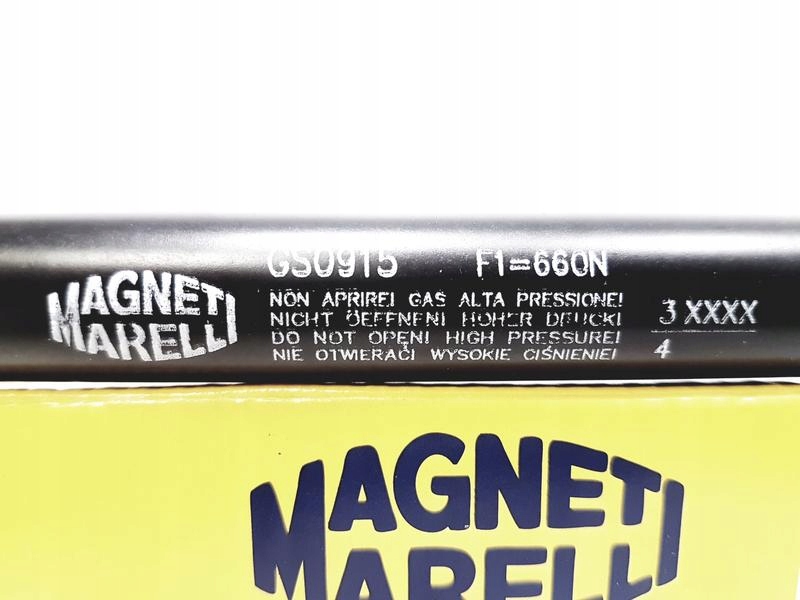 GS0915 F1=660N
MAGNETI
MARELLI
NON APRIRE! GAS ALTA PRESSIONE!
NICHT ÖEFFNEN! HOHER DRUCK!
DO NOT OPEN! HIGH PRESSURE!
NIE OTWIERAĆ! WYSOKIE CIŚNIENIE!
3 XXXX
4
MAGNETI
MARELLI